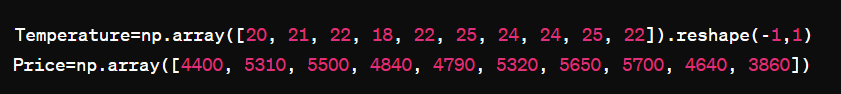 Temperature=np.array([20, 21, 22, 18, 22, 25, 24, 24, 25, 22]).reshape(-1,1)
Price=np.array([4400, 5310, 5500, 4840, 4790, 5320, 5650, 5700, 4640, 3860])